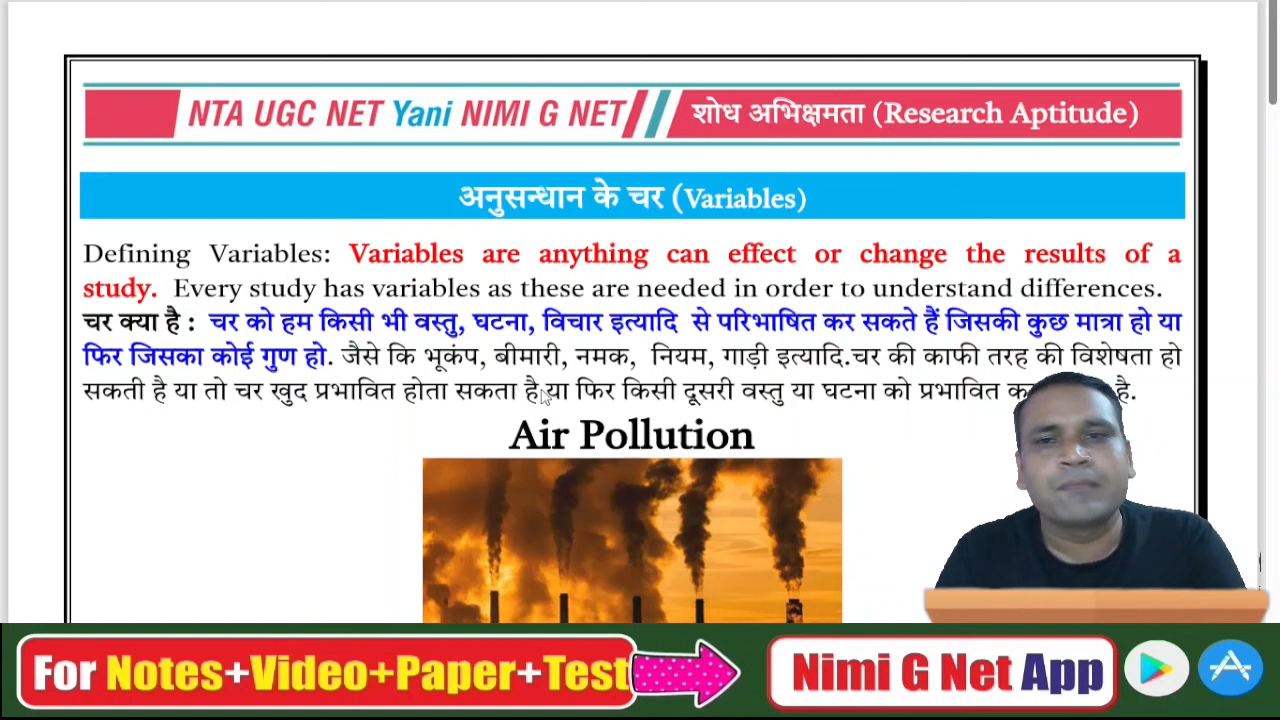 NTA UGC NET Yani NIMI G NET
शोध अभिक्षमता (Research Aptitude)
अनुसन्धान के चर (Variables)
Defining Variables: Variables are anything can effect or change the results of a
study. Every study has variables as these are needed in order to understand differences.
चर क्या है : चर को हम किसी भी वस्तु, घटना, विचार इत्यादि से परिभाषित कर सकते हैं जिसकी कुछ मात्रा हो या
फिर जिसका कोई गुण हो. जैसे कि भूकंप, बीमारी, नमक, नियम, गाड़ी इत्यादि.चर की काफी तरह की विशेषता हो
सकती है या तो चर खुद प्रभावित होता सकता है या फिर किसी दूसरी वस्तु या घटना को प्रभावित है.
Air Pollution
For Notes+Video+Paper+Test
Nimi G Net App